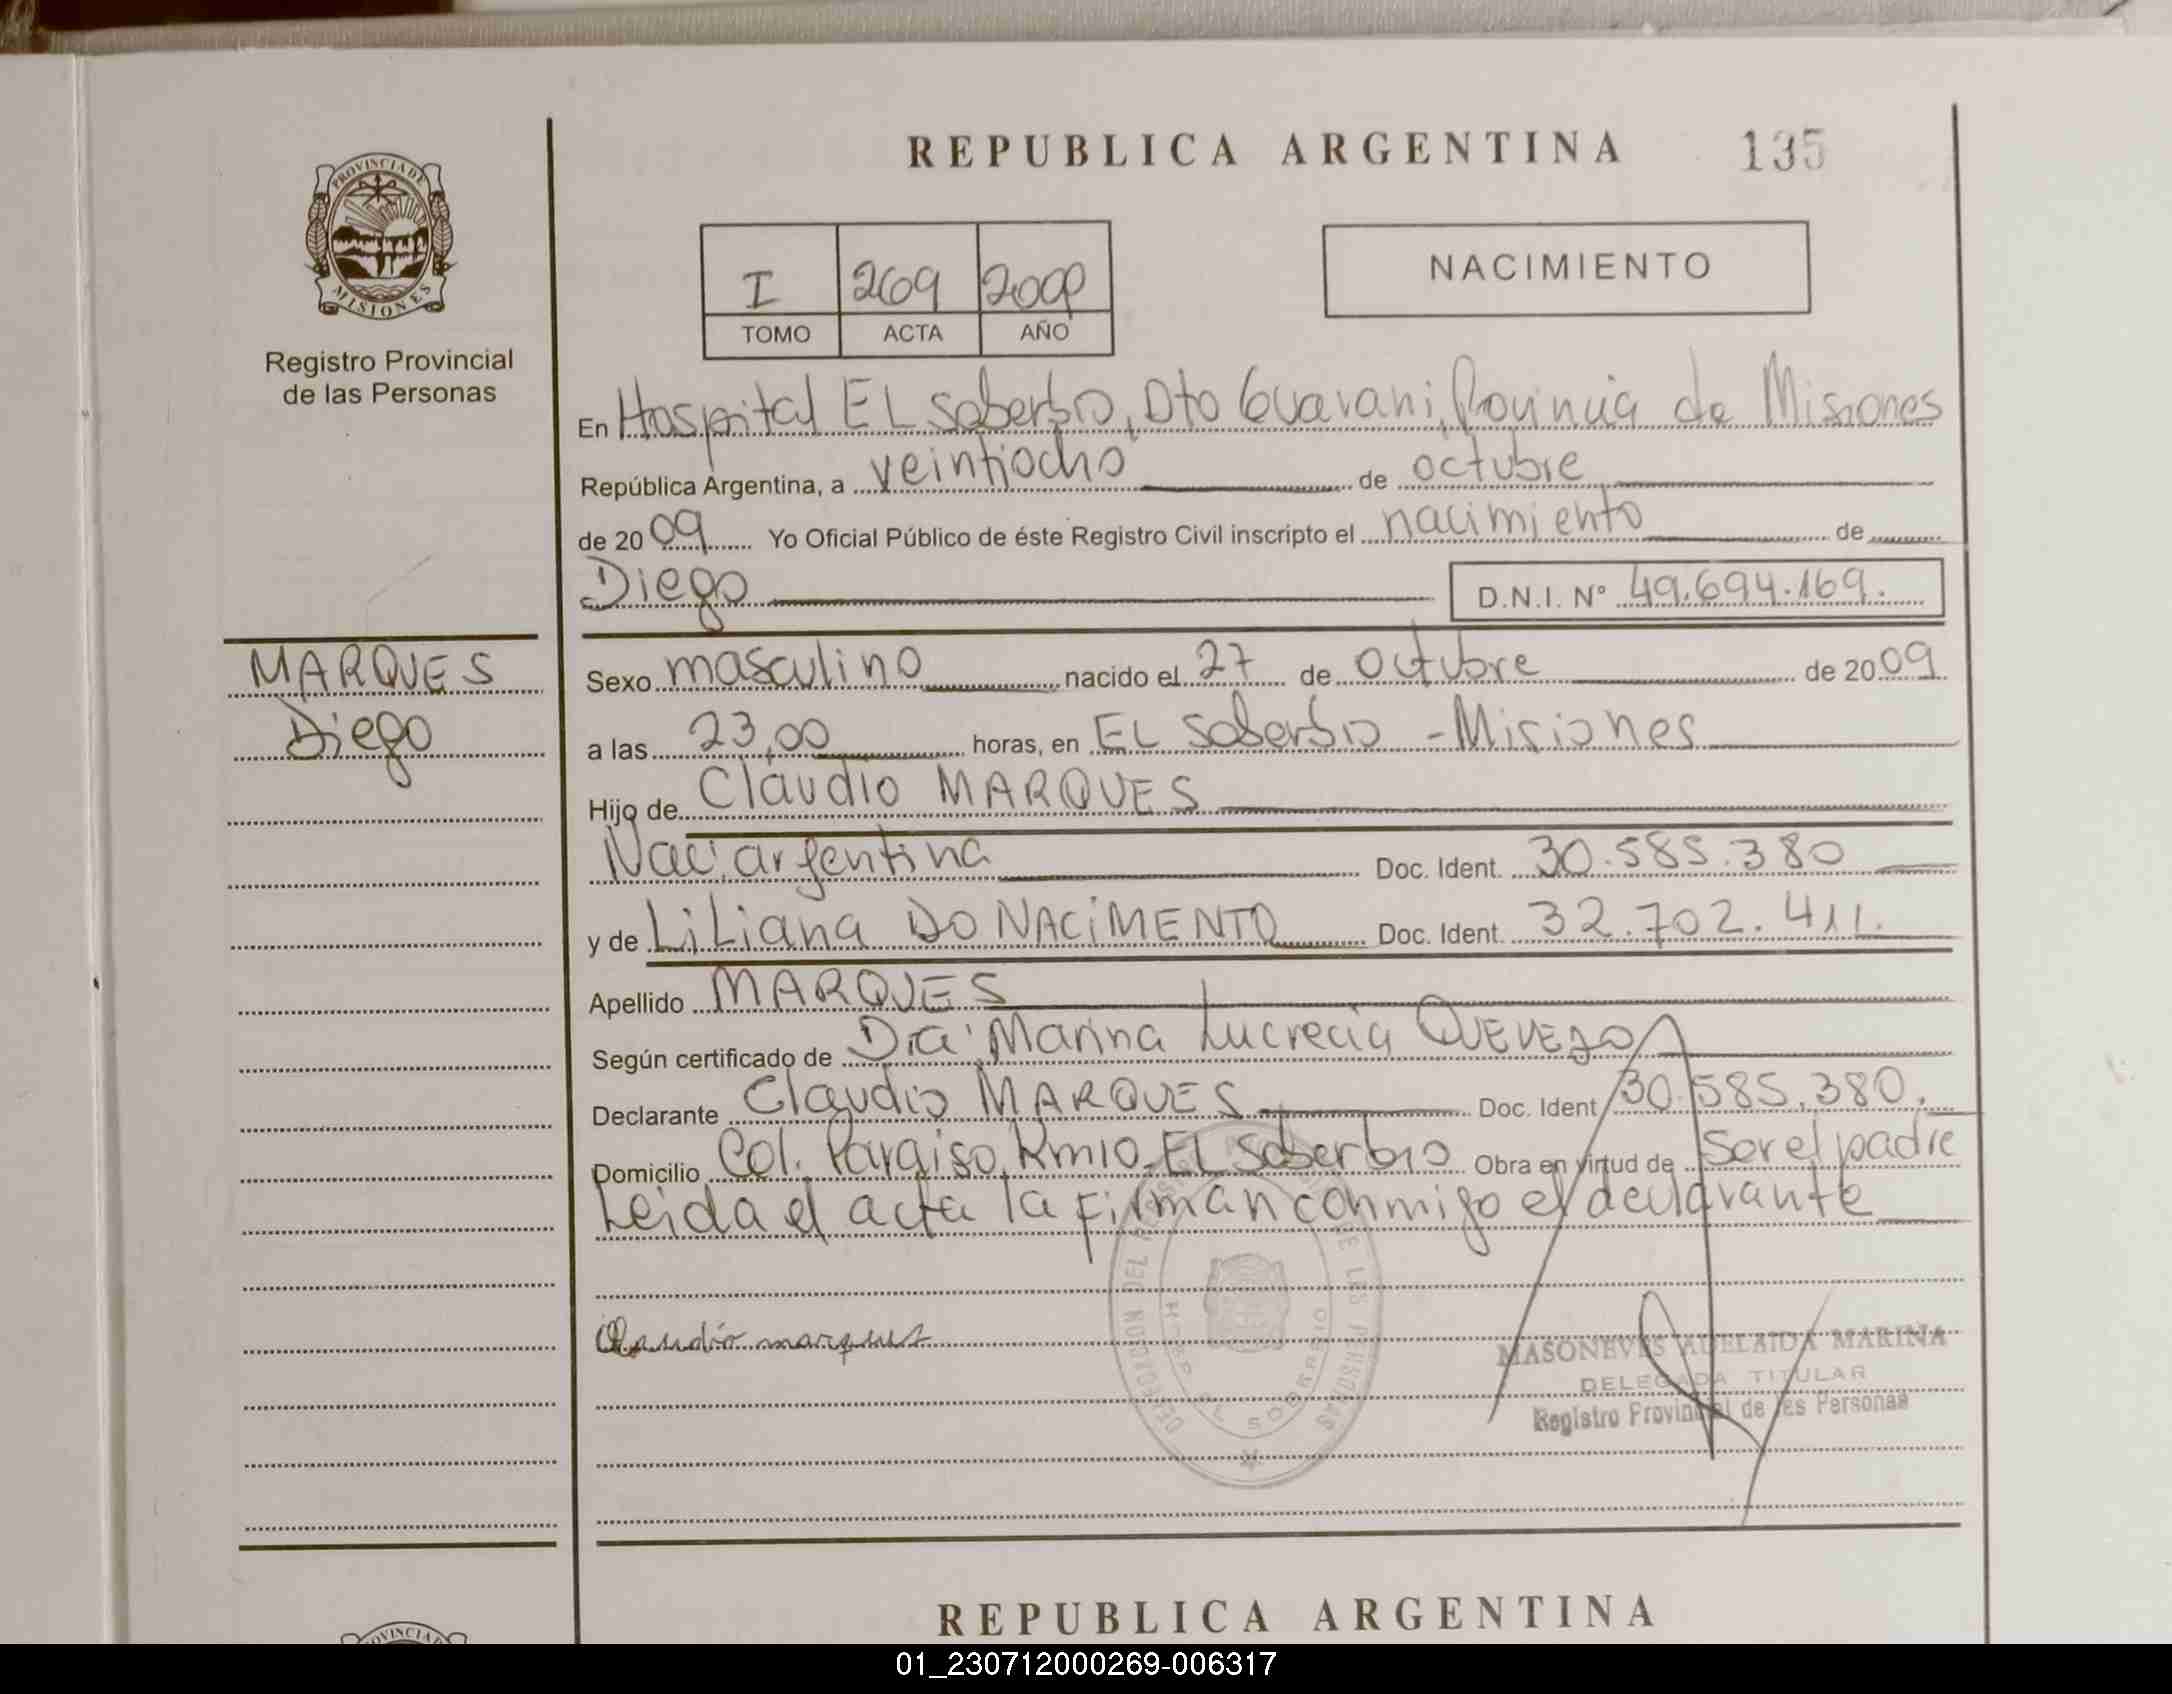 REPUBLICA ARGENTINA 135
PROVINCIA DE MISIONES
Registro Provincial
de las Personas
I 269 2009
TOMO ACTA AÑO
NACIMIENTO
En Hospital EL Soberbio, Dto Guarani, Provincia de Misiones
República Argentina, a veintiocho de octubre
de 2009 Yo Oficial Público de éste Registro Civil inscripto el nacimiento de
Diego D.N.I. Nº 49.694.169.
MARQUES
Diego
Sexo masculino nacido el 27 de octubre de 2009
a las 23,00 horas, en EL Soberbio - Misiones
Hijo de Claudio MARQUES
Nac. argentina Doc. Ident. 30.585.380
y de Liliana DO NACIMENTO Doc. Ident. 32.702.411.
Apellido MARQUES
Según certificado de Dra. Marina Lucrecia QUEVEDO
Declarante Claudio MARQUES Doc. Ident 30.585.380.
Domicilio Col. Paraiso, Km10 - EL Soberbio Obra en virtud de Ser el padre
Leida el acta la firman conmigo el declarante
Claudio marques
MASONEVES ADELAIDA MARINA
DELEGADA TITULAR
Registro Provincial de las Personas
REPUBLICA ARGENTINA
01_230712000269-006317